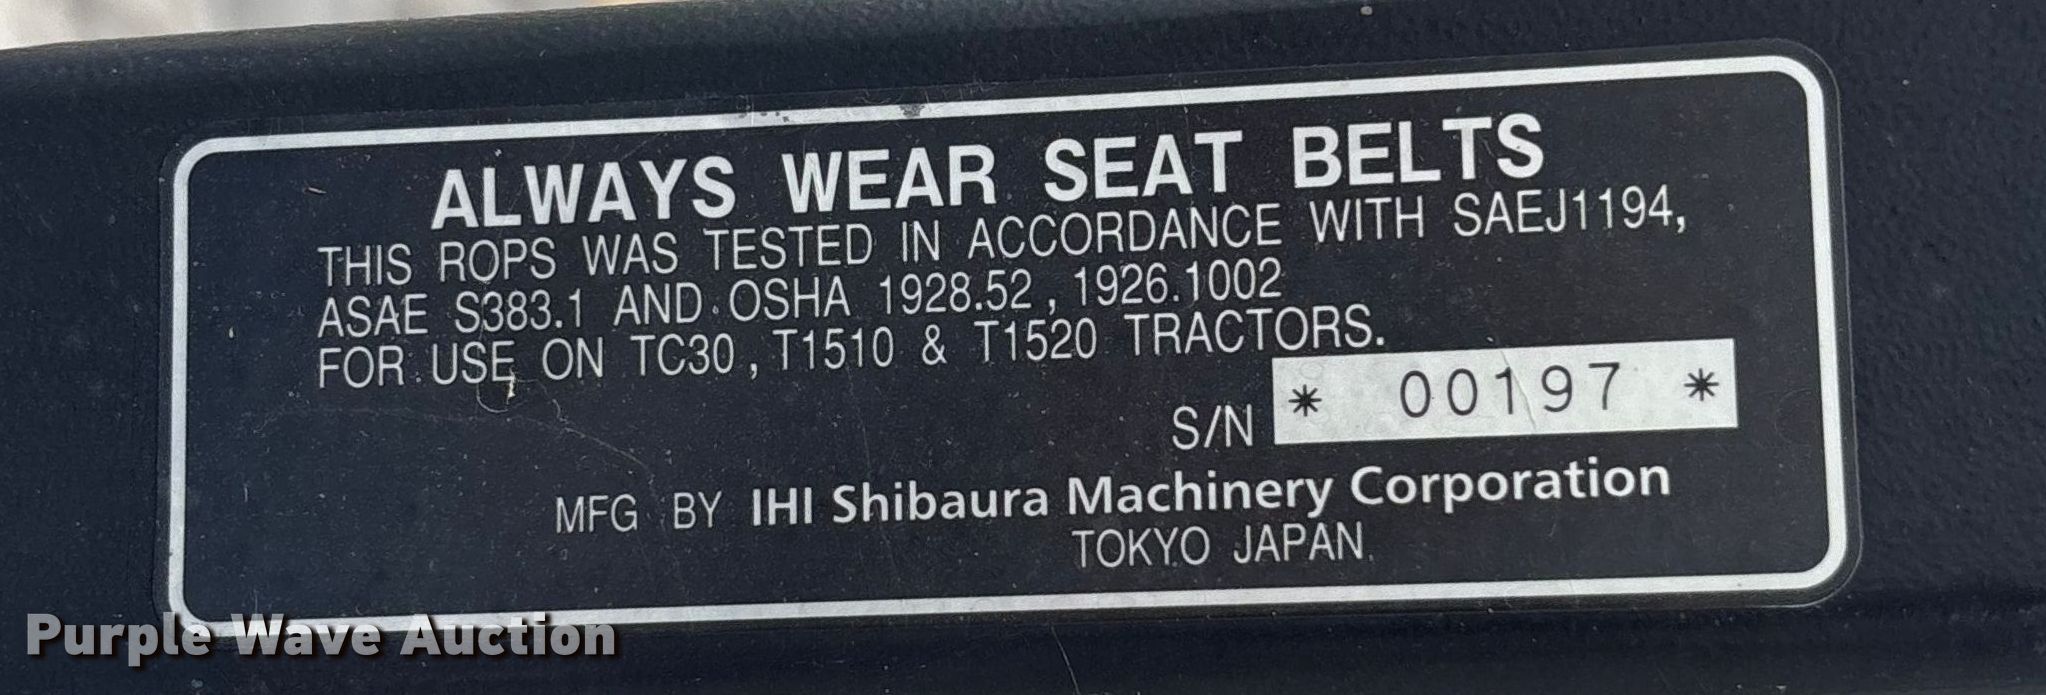 ALWAYS WEAR SEAT BELTS
THIS ROPS WAS TESTED IN ACCORDANCE WITH SAEJ1194,
ASAE S383.1 AND OSHA 1928.52, 1926.1002
FOR USE ON TC30, T1510 & T1520 TRACTORS.
S/N * 00197 *
MFG BY IHI Shibaura Machinery Corporation
TOKYO JAPAN.
Purple Wave Auction